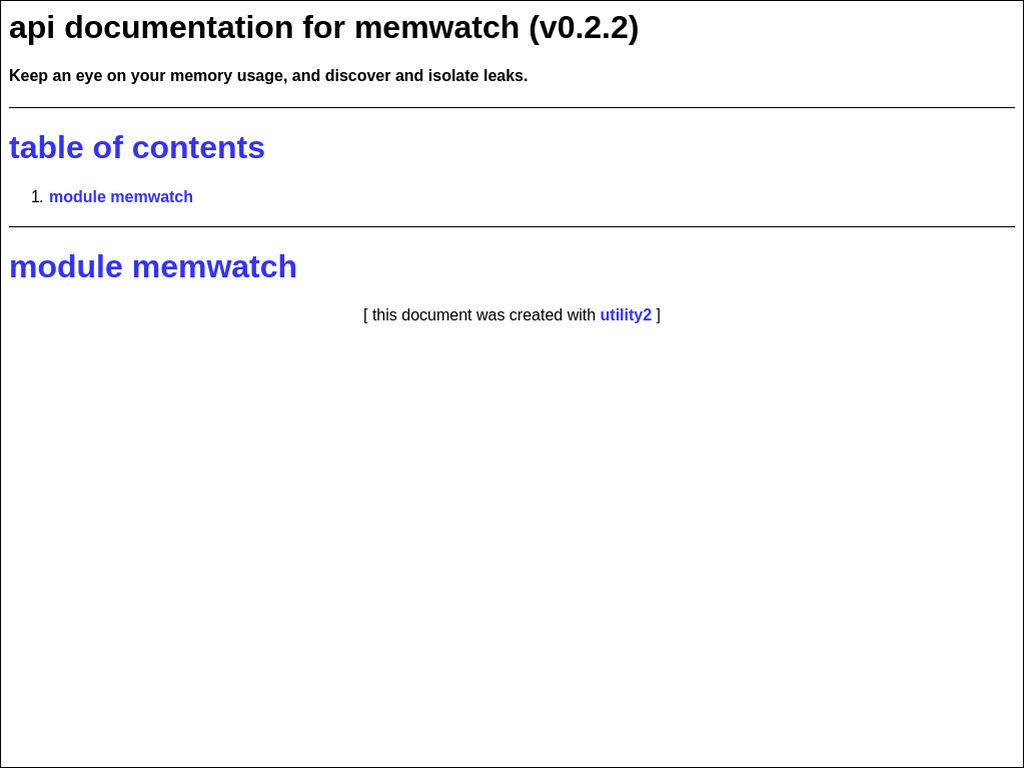 api documentation for memwatch (v0.2.2)
Keep an eye on your memory usage, and discover and isolate leaks.
table of contents
1. module memwatch
module memwatch
[ this document was created with utility2 ]